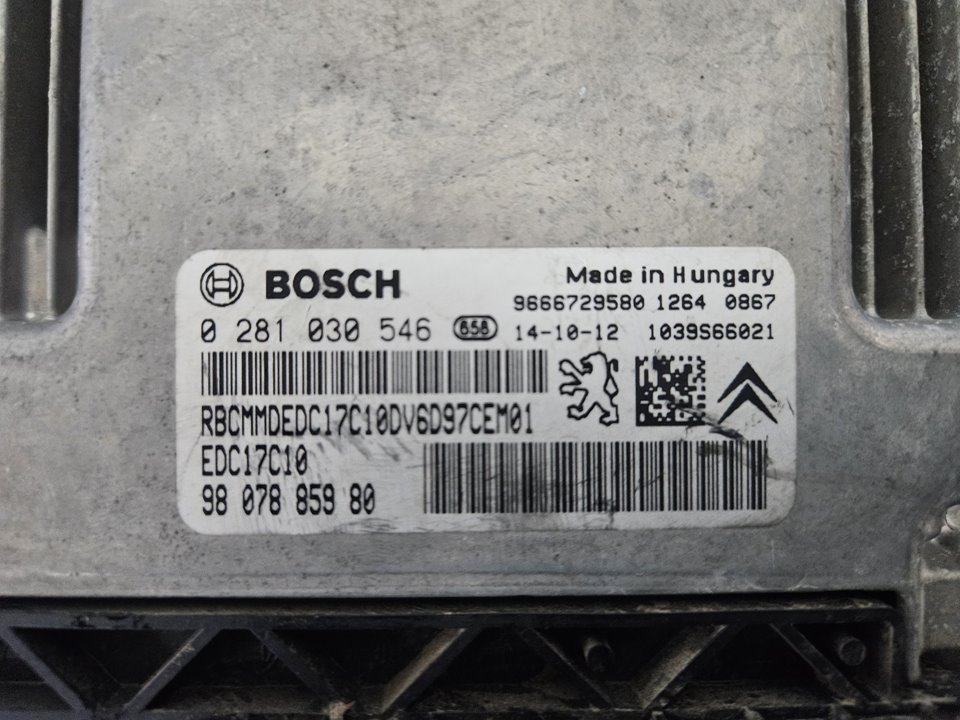 BOSCH
Made in Hungary
9666729580 1264 0867
0 281 030 546 658 14-10-12 1039S66021
RBCMMDEDC17C10DV6D97CEM01
EDC17C10
98 078 859 80